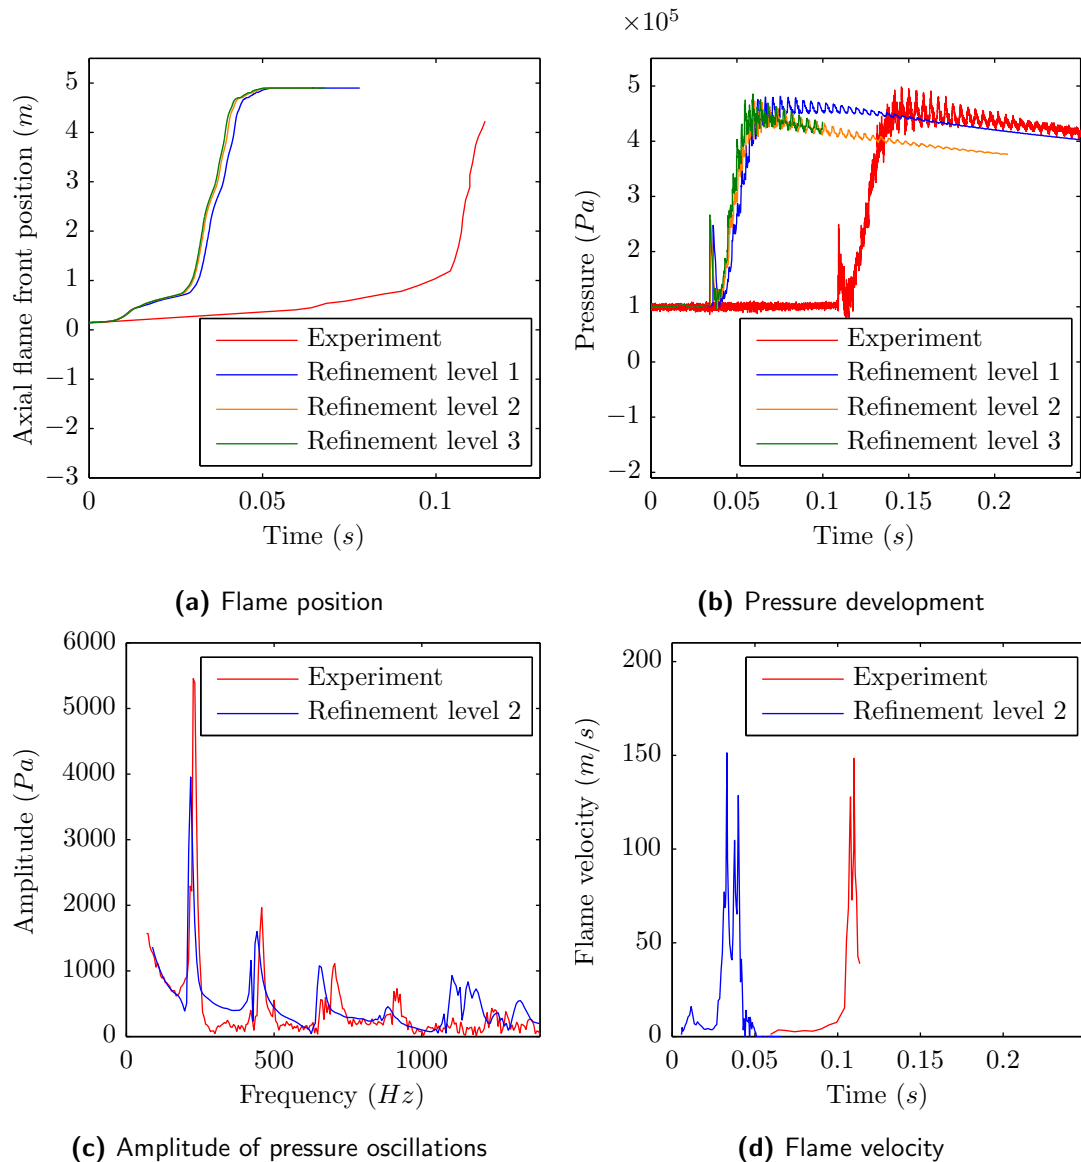 ×10⁵
5
4
3
2
1
0
−1
−2
−3
Axial flame front position (m)
Experiment
Refinement level 1
Refinement level 2
Refinement level 3
0
0.05
0.1
Time (s)
(a) Flame position
5
4
3
2
1
0
−1
−2
Pressure (Pa)
Experiment
Refinement level 1
Refinement level 2
Refinement level 3
0
0.05
0.1
0.15
0.2
Time (s)
(b) Pressure development
6000
5000
4000
3000
2000
1000
0
Amplitude (Pa)
Experiment
Refinement level 2
0
500
1000
Frequency (Hz)
(c) Amplitude of pressure oscillations
200
150
100
50
0
Flame velocity (m/s)
Experiment
Refinement level 2
0
0.05
0.1
0.15
0.2
Time (s)
(d) Flame velocity